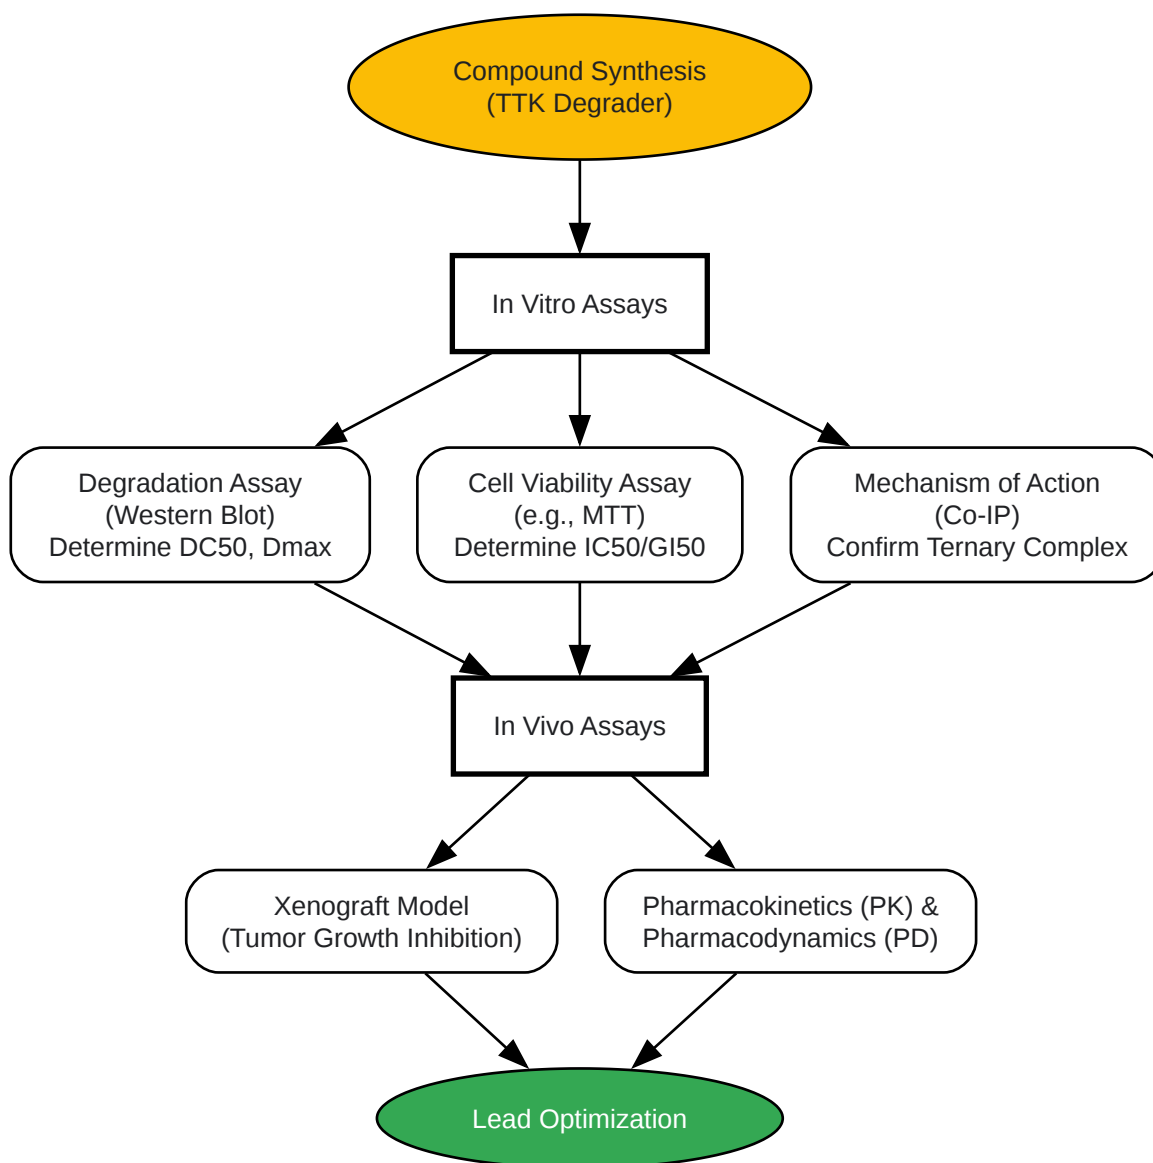 Compound Synthesis
(TTK Degrader)
In Vitro Assays
Degradation Assay
(Western Blot)
Determine DC50, Dmax
Cell Viability Assay
(e.g., MTT)
Determine IC50/GI50
Mechanism of Action
(Co-IP)
Confirm Ternary Complex
In Vivo Assays
Xenograft Model
(Tumor Growth Inhibition)
Pharmacokinetics (PK) &
Pharmacodynamics (PD)
Lead Optimization